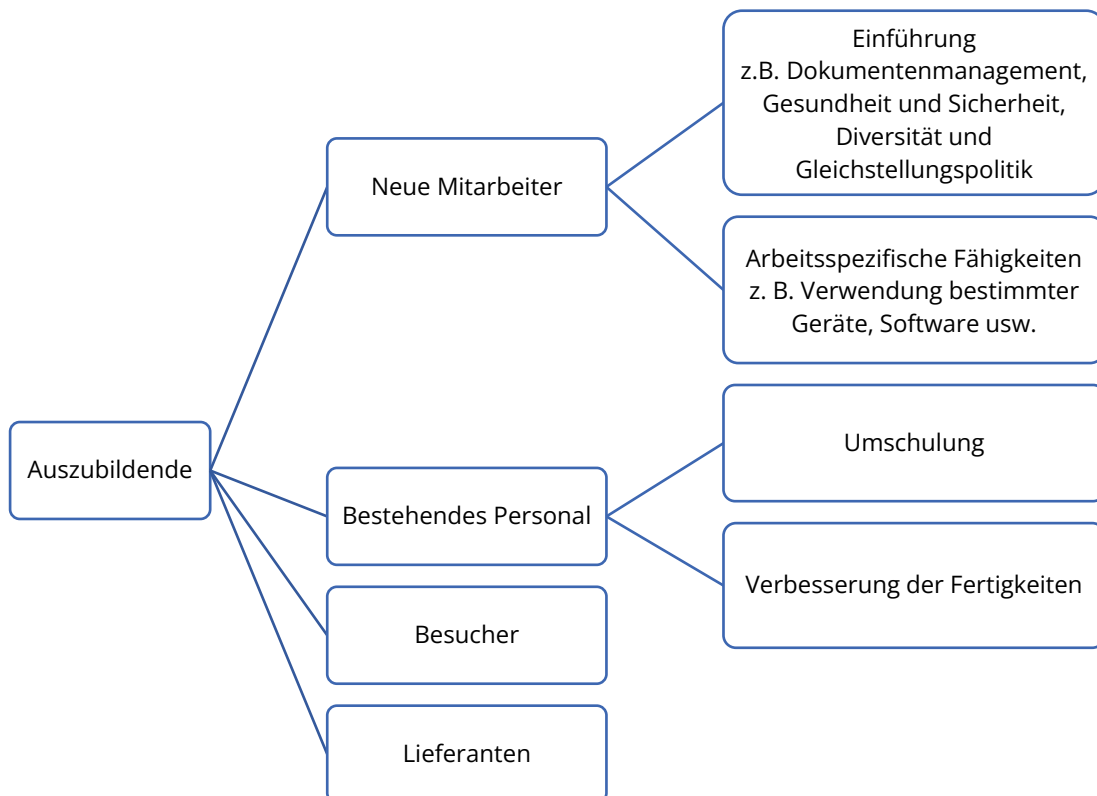 Einführung
z.B. Dokumentenmanagement,
Gesundheit und Sicherheit,
Diversität und
Gleichstellungspolitik
Neue Mitarbeiter
Arbeitsspezifische Fähigkeiten
z. B. Verwendung bestimmter
Geräte, Software usw.
Auszubildende
Umschulung
Bestehendes Personal
Verbesserung der Fertigkeiten
Besucher
Lieferanten